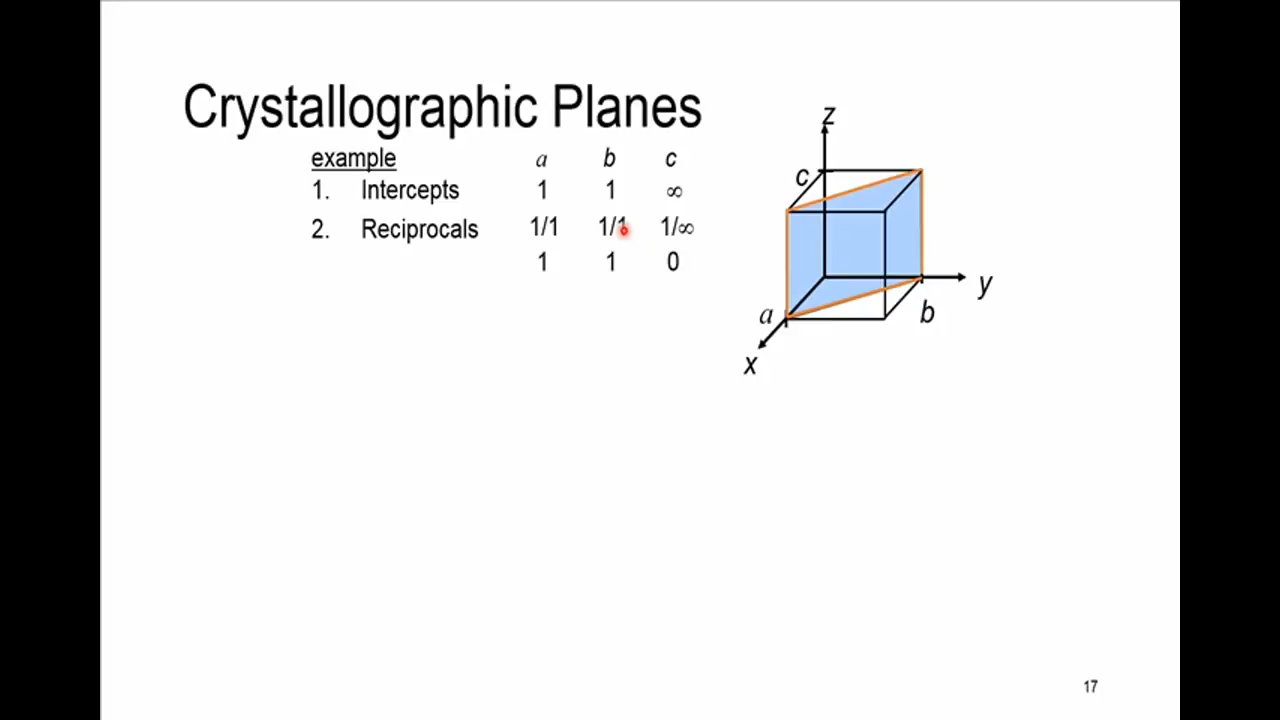 Crystallographic Planes
example a b c
1. Intercepts 1 1 ∞
2. Reciprocals 1/1 1/1 1/∞
1 1 0
z
c
y
a
b
x
17